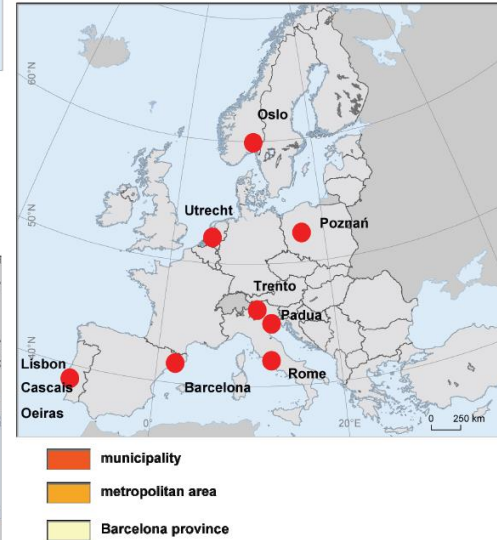 60°N
Oslo
50°N
Utrecht
Poznań
Trento
Padua
40°N
Lisbon
Cascais
Oeiras
Barcelona
Rome
0°
20°E
0 250 km
municipality
metropolitan area
Barcelona province